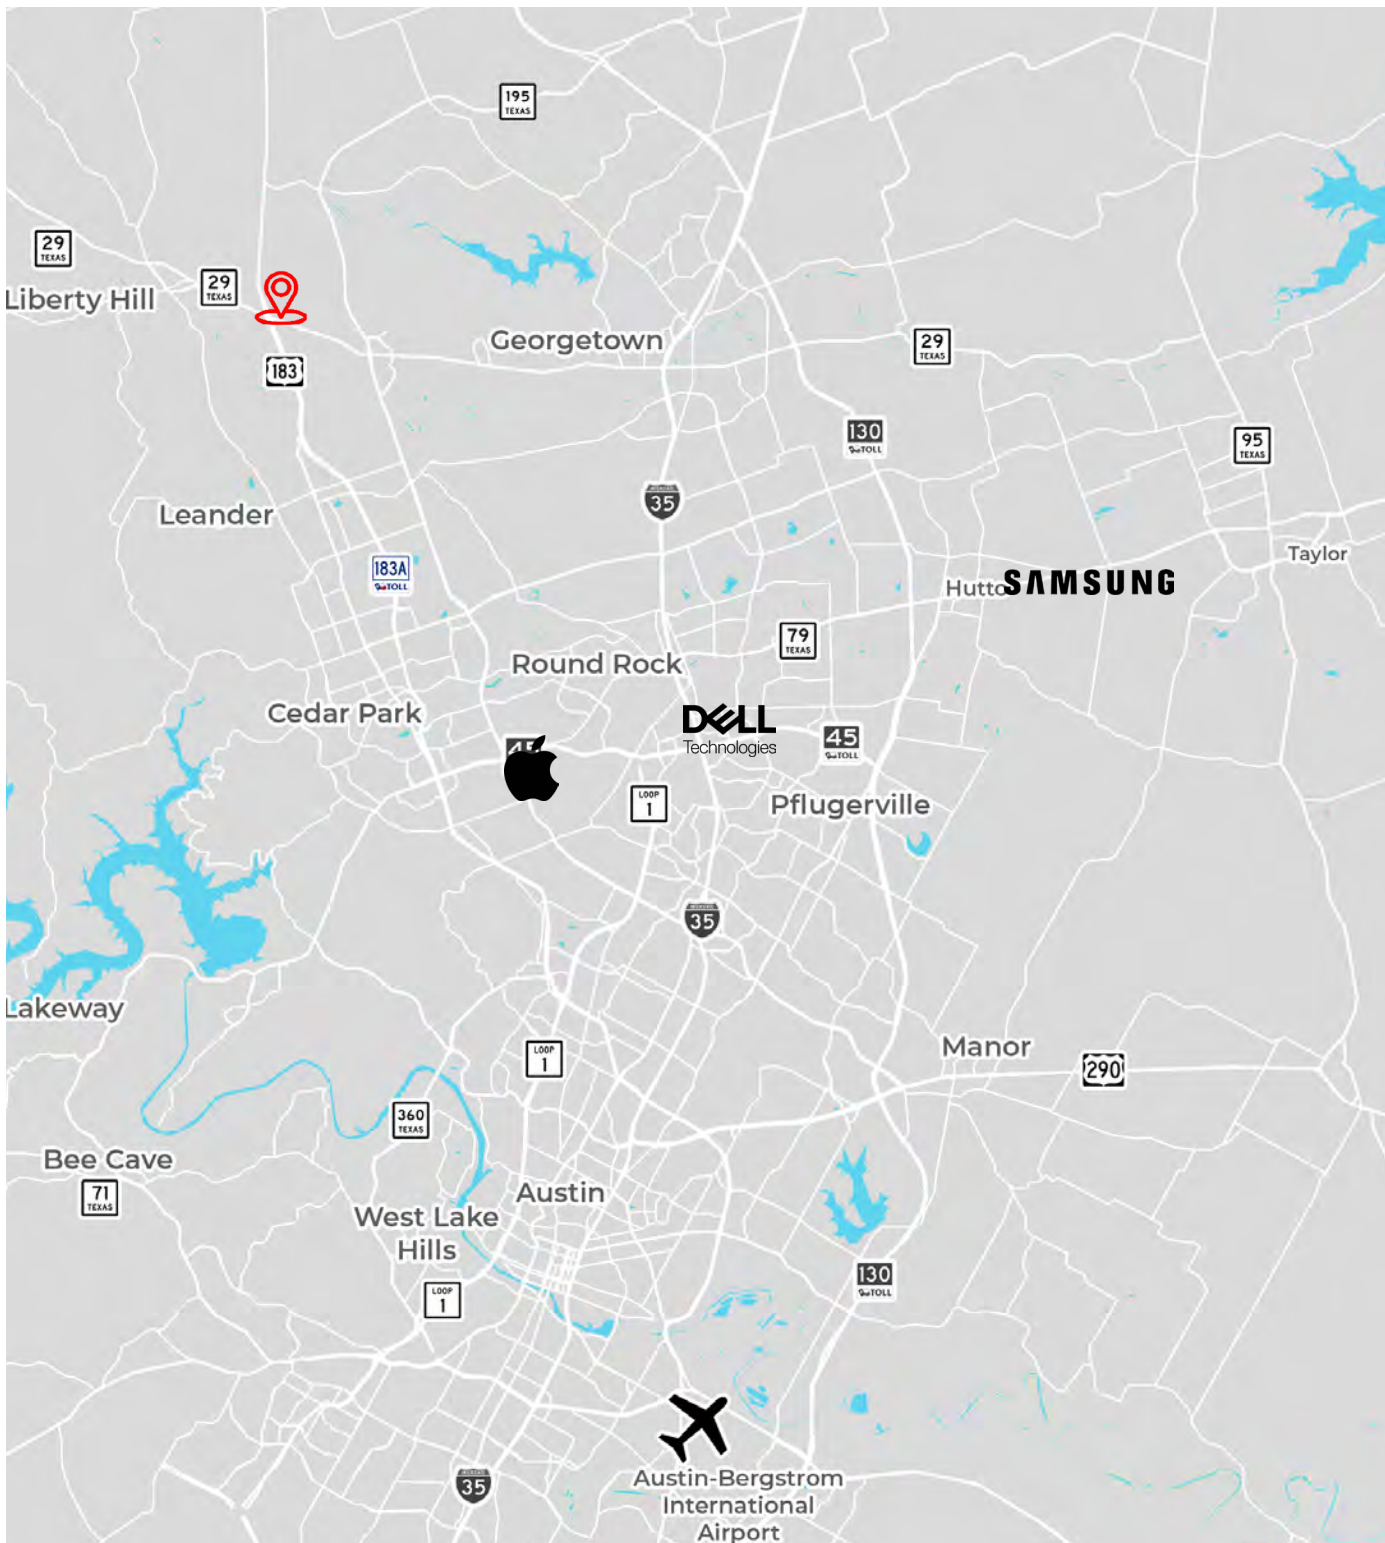 195
TEXAS
29
TEXAS
29
TEXAS
Liberty Hill
Georgetown
29
TEXAS
183
130
TOLL
95
TEXAS
35
Leander
Taylor
183A
TOLL
Hutto
SAMSUNG
79
TEXAS
Round Rock
Cedar Park
DELL
Technologies
45
45
TOLL
LOOP
1
Pflugerville
35
Lakeway
Manor
LOOP
1
290
360
TEXAS
Bee Cave
71
TEXAS
Austin
West Lake
Hills
130
TOLL
LOOP
1
35
Austin-Bergstrom
International
Airport